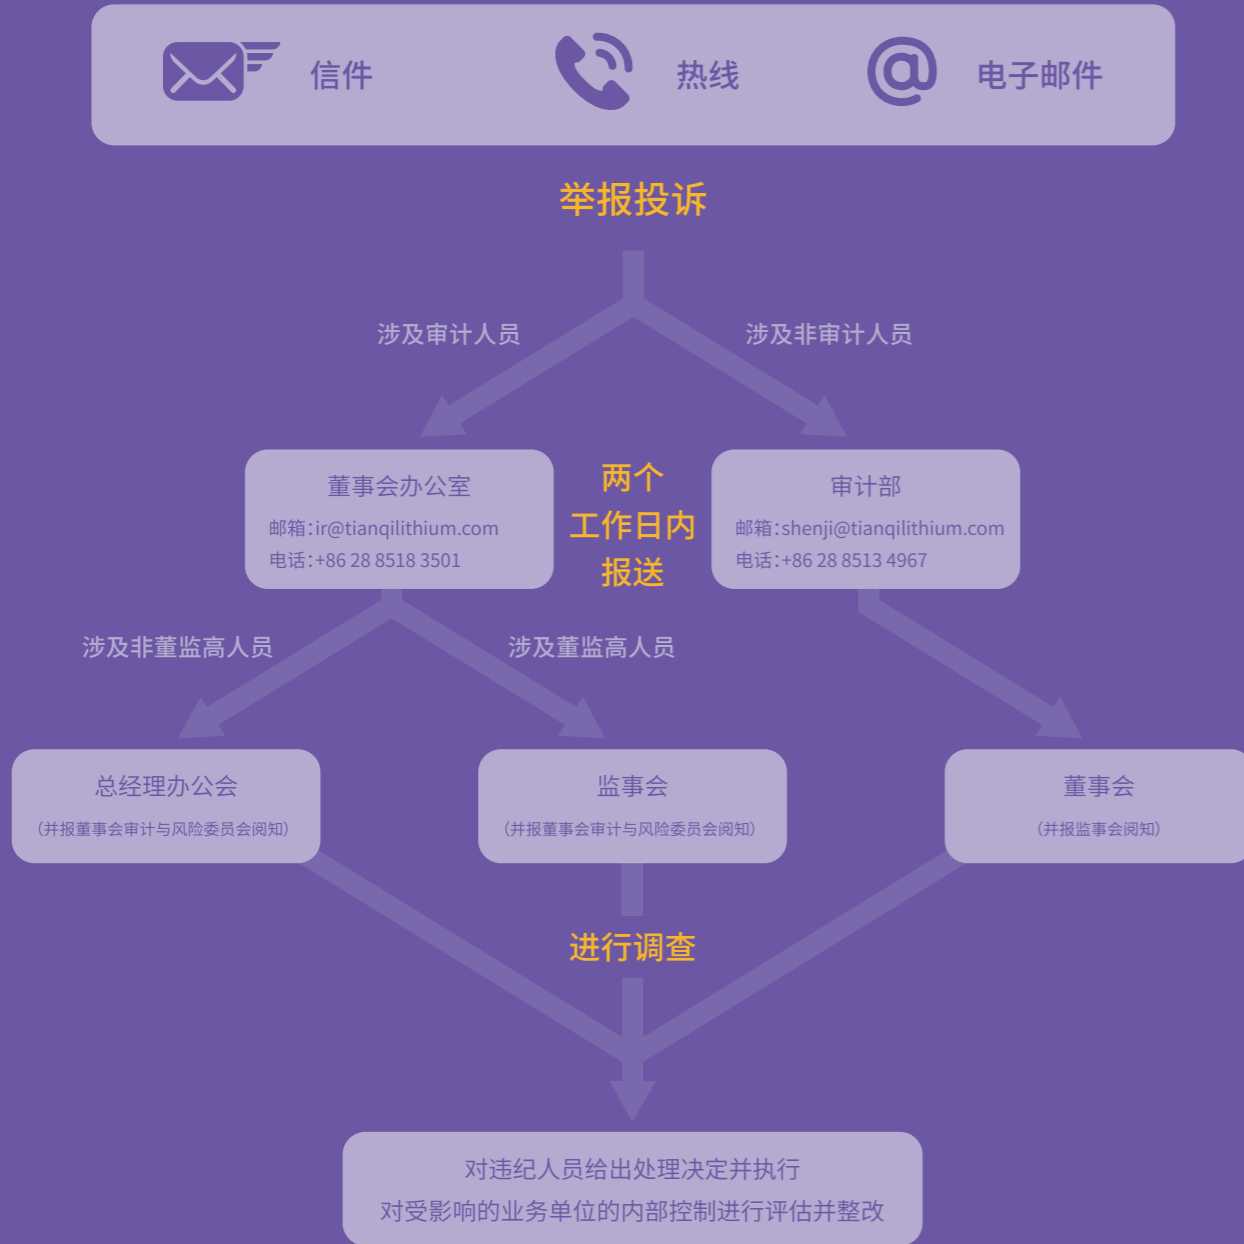 信件
热线
电子邮件
举报投诉
涉及审计人员
涉及非审计人员
董事会办公室
邮箱:ir@tianqilithium.com
电话:+86 28 8518 3501
两个
工作日内
报送
审计部
邮箱:shenji@tianqilithium.com
电话:+86 28 8513 4967
涉及非董监高人员
涉及董监高人员
总经理办公会
（并报董事会审计与风险委员会阅知）
监事会
（并报董事会审计与风险委员会阅知）
董事会
（并报监事会阅知）
进行调查
对违纪人员给出处理决定并执行
对受影响的业务单位的内部控制进行评估并整改